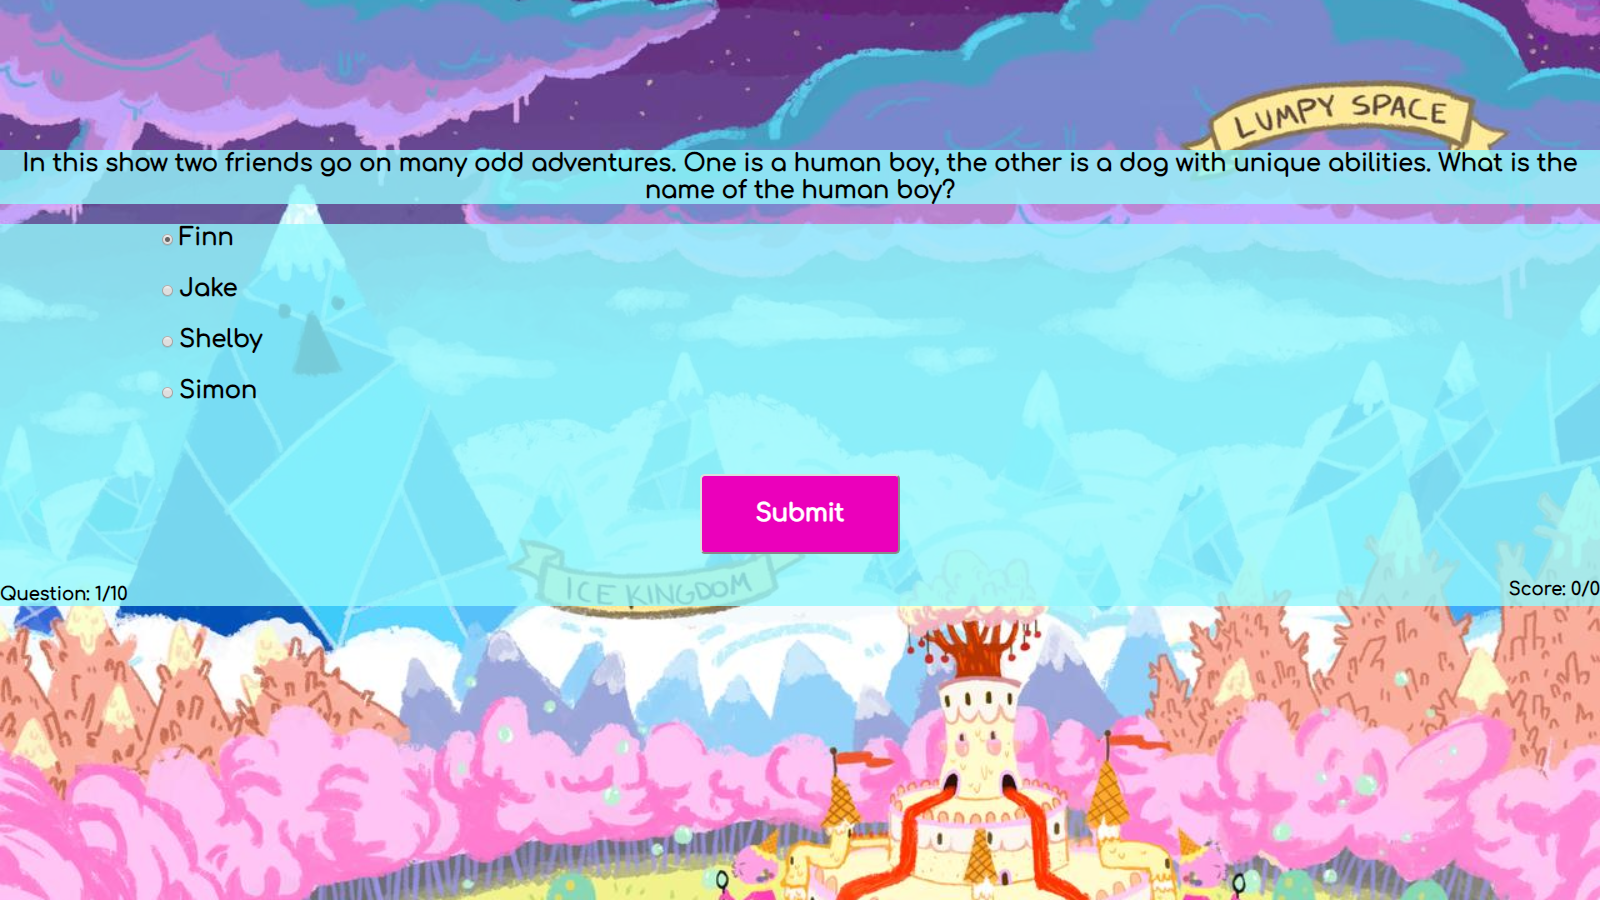 LUMPY SPACE
In this show two friends go on many odd adventures. One is a human boy, the other is a dog with unique abilities. What is the
name of the human boy?
Finn
Jake
Shelby
Simon
Submit
ICE KINGDOM
Question: 1/10
Score: 0/0